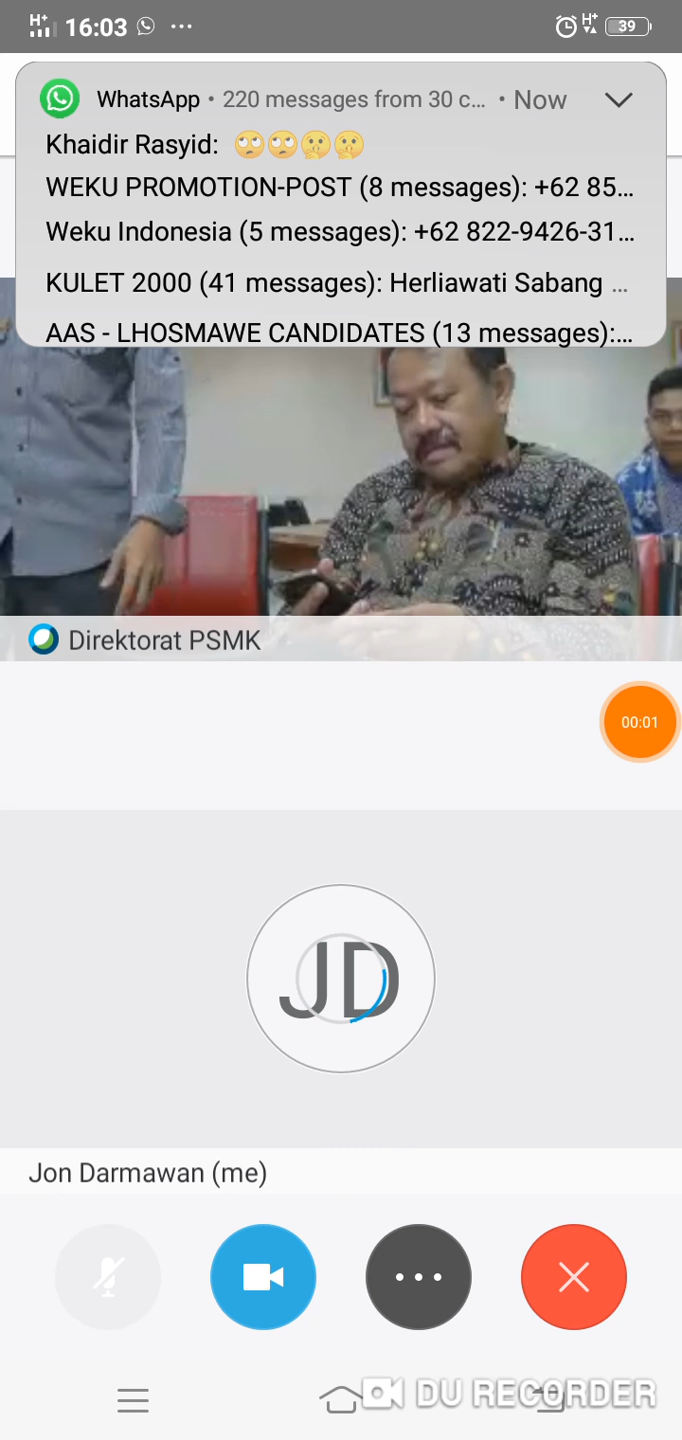 H+ 16:03 ... H+ 39
WhatsApp • 220 messages from 30 c... • Now
Khaidir Rasyid: 🙄🙄🤫🤫
WEKU PROMOTION-POST (8 messages): +62 85...
Weku Indonesia (5 messages): +62 822-9426-31...
KULET 2000 (41 messages): Herliawati Sabang ...
AAS - LHOSMAWE CANDIDATES (13 messages):...
Direktorat PSMK
00:01
JD
Jon Darmawan (me)
DU RECORDER